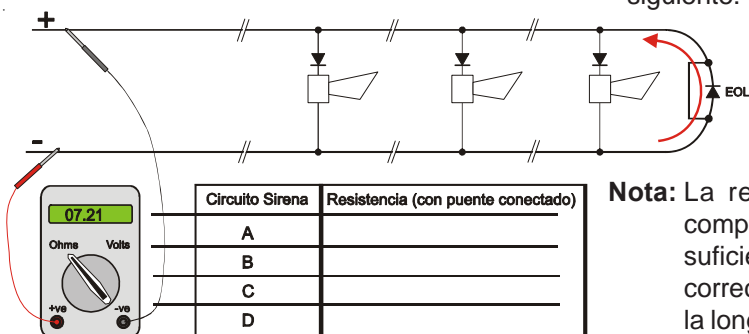 siguiente.
+
EOL
-
07.21
Ohms Volts
+ve -ve
Circuito Sirena Resistencia (con puente conectado)
A
B
C
D
Nota: La re
comp
suficie
correc
la lon